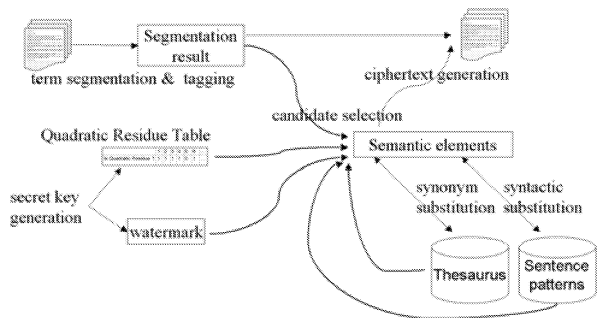 Segmentation
result
term segmentation & tagging
ciphertext generation
candidate selection
Quadratic Residue Table
Semantic elements
secret key
generation
watermark
synonym
substitution
syntactic
substitution
Thesaurus
Sentence
patterns